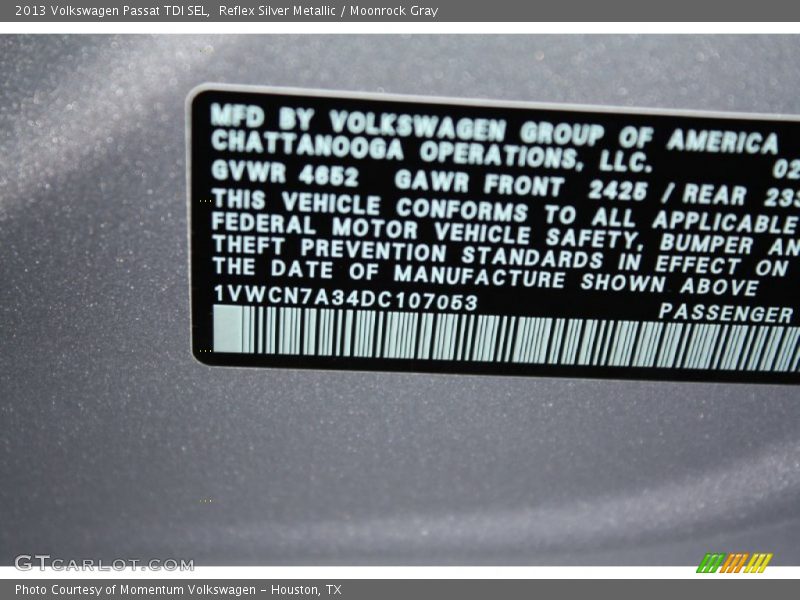 2013 Volkswagen Passat TDI SEL, Reflex Silver Metallic / Moonrock Gray
MFD BY VOLKSWAGEN GROUP OF AMERICA
CHATTANOOGA OPERATIONS, LLC. 02
GVWR 4652 GAWR FRONT 2425 / REAR 235
THIS VEHICLE CONFORMS TO ALL APPLICABLE
FEDERAL MOTOR VEHICLE SAFETY, BUMPER AN
THEFT PREVENTION STANDARDS IN EFFECT ON
THE DATE OF MANUFACTURE SHOWN ABOVE
1VWCN7A34DC107053 PASSENGER
GTcarlot.com
Photo Courtesy of Momentum Volkswagen - Houston, TX